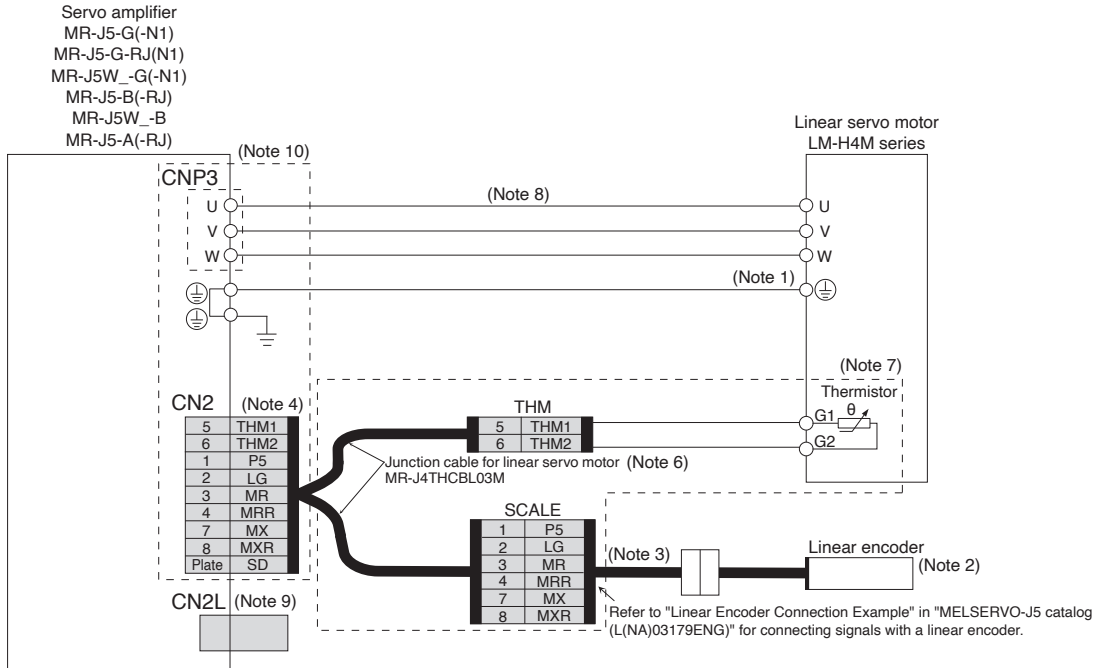 Servo amplifier
MR-J5-G(-N1)
MR-J5-G-RJ(N1)
MR-J5W_-G(-N1)
MR-J5-B(-RJ)
MR-J5W_-B
MR-J5-A(-RJ)
Linear servo motor
LM-H4M series
(Note 10)
CNP3
(Note 8)
U U
V V
W W
(Note 1)
(Note 7)
Thermistor
CN2 (Note 4)
THM
G1 θ
G2
5 THM1
6 THM2
5 THM1
6 THM2
1 P5
2 LG
3 MR
4 MRR
7 MX
8 MXR
Plate SD
Junction cable for linear servo motor (Note 6)
MR-J4THCBL03M
SCALE
1 P5
2 LG
3 MR
4 MRR
7 MX
8 MXR
(Note 3)
Linear encoder
(Note 2)
CN2L (Note 9)
Refer to "Linear Encoder Connection Example" in "MELSERVO-J5 catalog
(L(NA)03179ENG)" for connecting signals with a linear encoder.